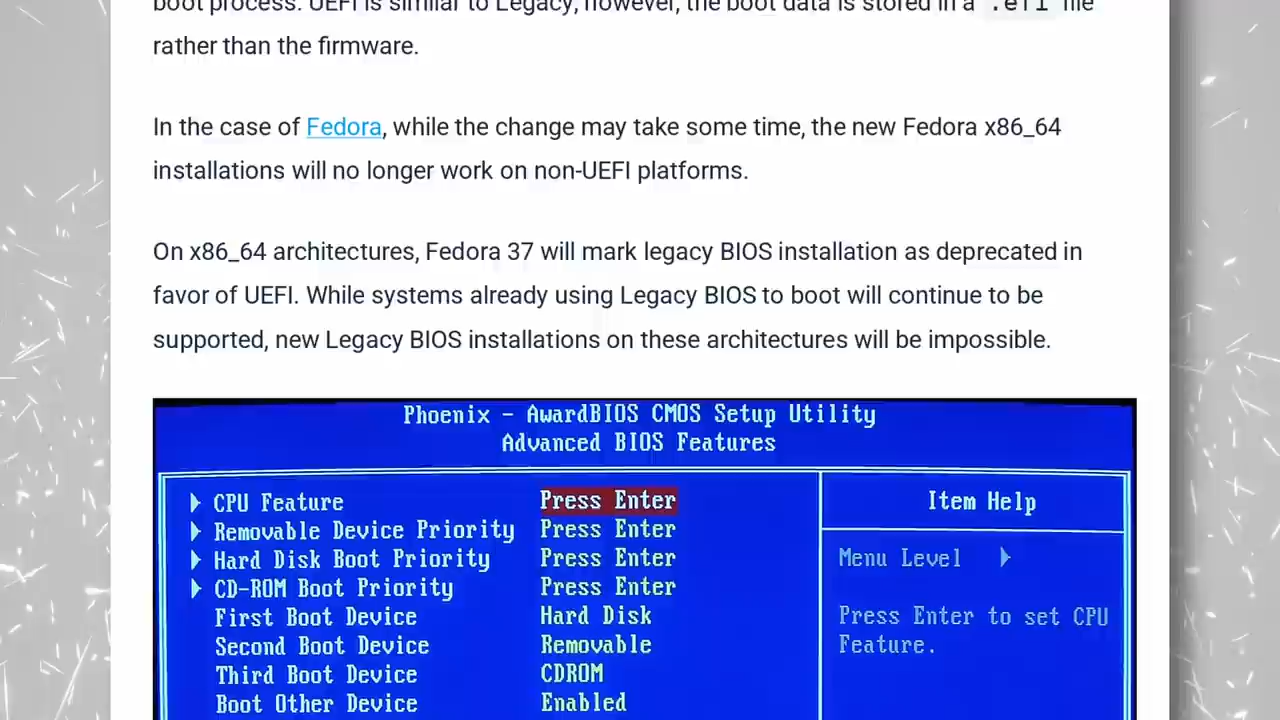 boot process. UEFI is similar to Legacy, however, the boot data is stored in a .efi file
rather than the firmware.
In the case of Fedora, while the change may take some time, the new Fedora x86_64
installations will no longer work on non-UEFI platforms.
On x86_64 architectures, Fedora 37 will mark legacy BIOS installation as deprecated in
favor of UEFI. While systems already using Legacy BIOS to boot will continue to be
supported, new Legacy BIOS installations on these architectures will be impossible.
Phoenix - AwardBIOS CMOS Setup Utility
Advanced BIOS Features
CPU Feature Press Enter
Removable Device Priority Press Enter
Hard Disk Boot Priority Press Enter
CD-ROM Boot Priority Press Enter
First Boot Device Hard Disk
Second Boot Device Removable
Third Boot Device CDROM
Boot Other Device Enabled
Item Help
Menu Level
Press Enter to set CPU
Feature.